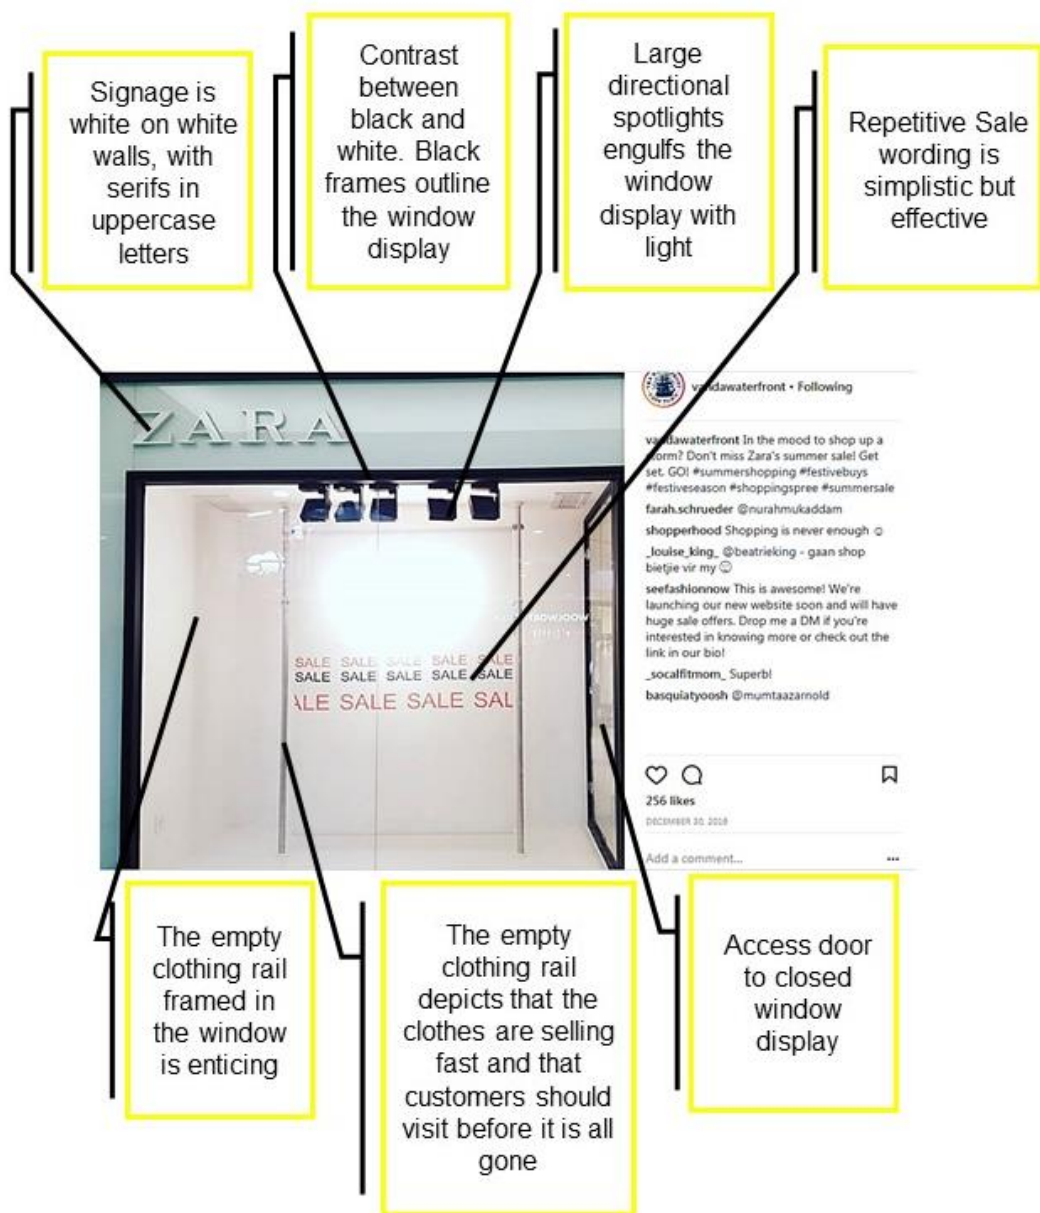 Signage is
white on white
walls, with
serifs in
uppercase
letters
Contrast
between
black and
white. Black
frames outline
the window
display
Large
directional
spotlights
engulfs the
window
display with
light
Repetitive Sale
wording is
simplistic but
effective
ZARA
SALE SALE SALE SALE SALE
SALE SALE SALE SALE SALE
ALE SALE SALE SAL
vandawaterfront • Following
vandawaterfront In the mood to shop up a
storm? Don't miss Zara's summer sale! Get
set. GO! #summershopping #festivebuys
#festiveseason #shoppingspree #summersale
farah.schrueder @nurahmukaddam
shopperhood Shopping is never enough ☺
_louise_king_ @beatrieking - gaan shop
bietjie vir my 🙂
seefashionnow This is awesome! We're
launching our new website soon and will have
huge sale offers. Drop me a DM if you're
interested in knowing more or check out the
link in our bio!
_socalfitmom_ Superb!
basquiatyoosh @mumtaazarnold
256 likes
DECEMBER 30, 2018
Add a comment...
The empty
clothing rail
framed in
the window
is enticing
The empty
clothing rail
depicts that the
clothes are selling
fast and that
customers should
visit before it is all
gone
Access door
to closed
window
display